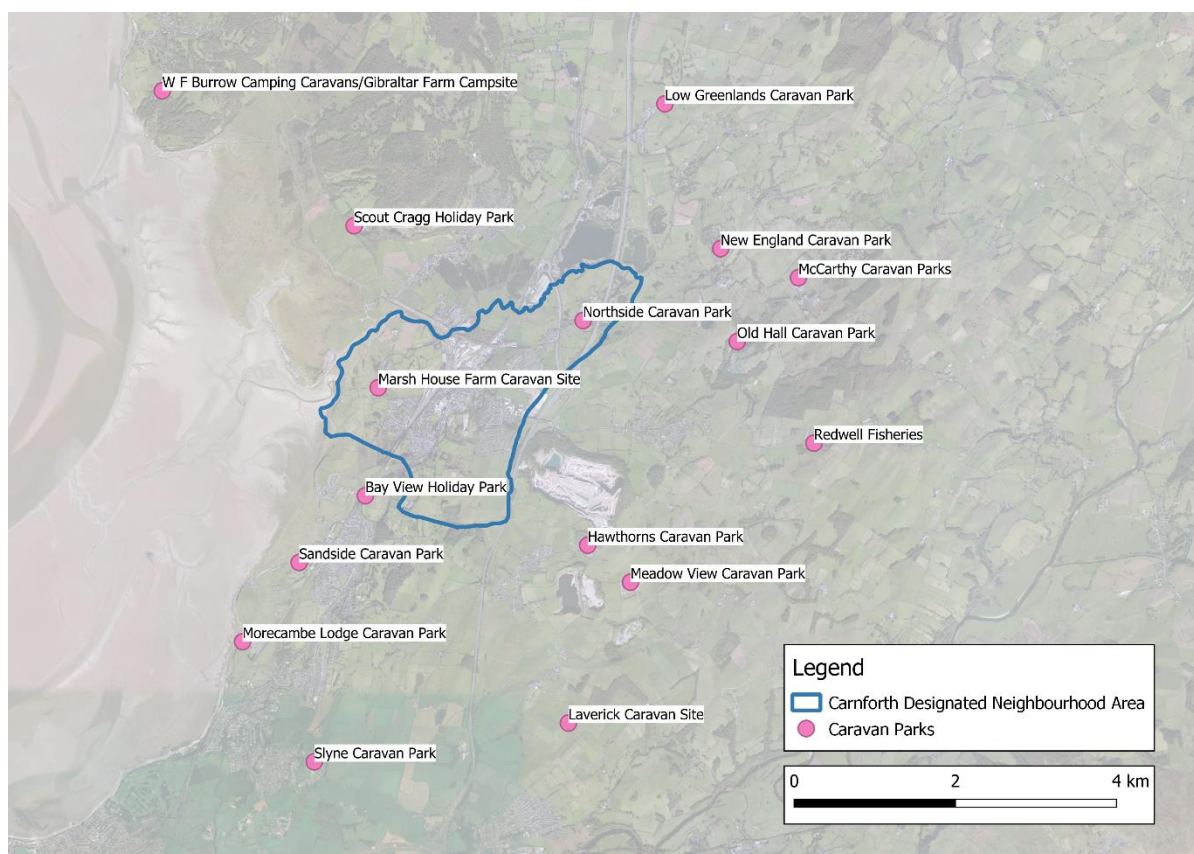 W F Burrow Camping Caravans/Gibraltar Farm Campsite
Low Greenlands Caravan Park
Scout Cragg Holiday Park
New England Caravan Park
McCarthy Caravan Parks
Northside Caravan Park
Old Hall Caravan Park
Marsh House Farm Caravan Site
Redwell Fisheries
Bay View Holiday Park
Hawthorns Caravan Park
Sandside Caravan Park
Meadow View Caravan Park
Morecambe Lodge Caravan Park
Laverick Caravan Site
Slyne Caravan Park
Legend
Carnforth Designated Neighbourhood Area
Caravan Parks
0 2 4 km